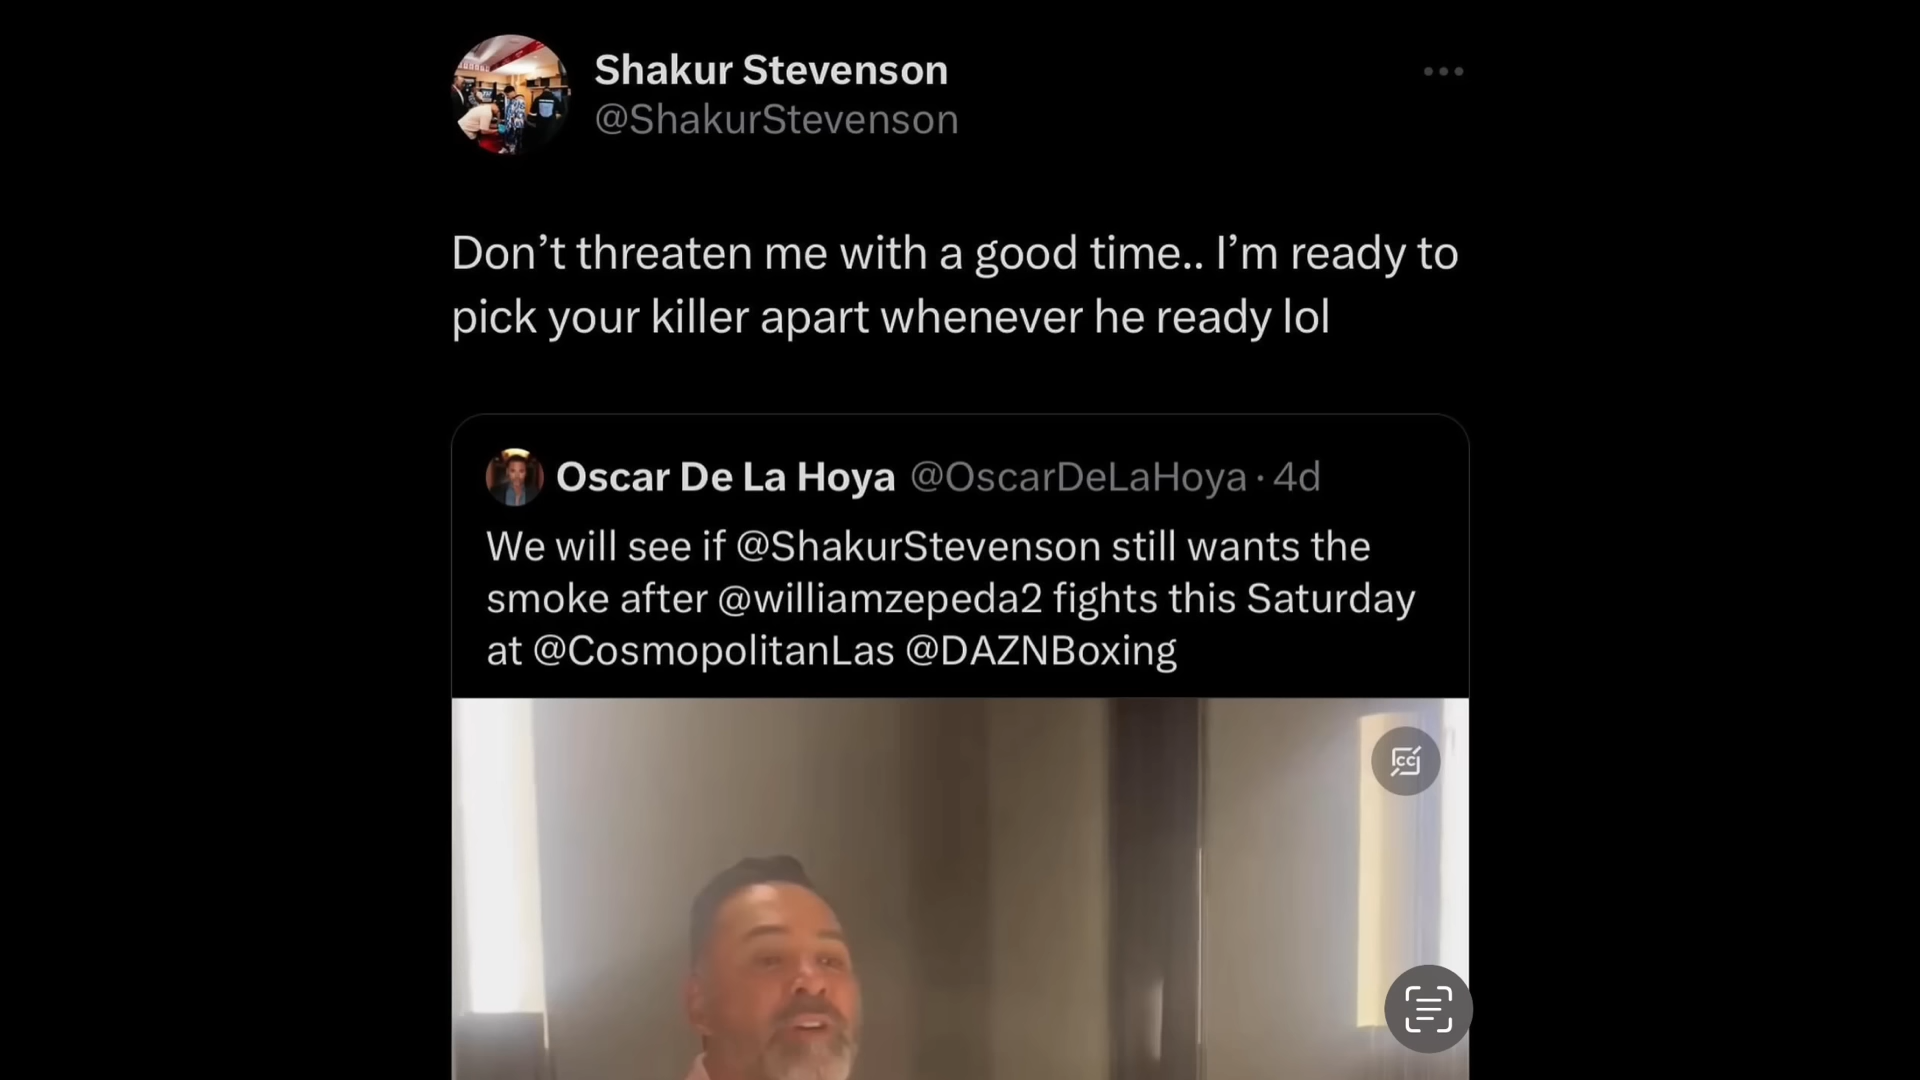 Shakur Stevenson
@ShakurStevenson
Don’t threaten me with a good time.. I’m ready to
pick your killer apart whenever he ready lol
Oscar De La Hoya @OscarDeLaHoya · 4d
We will see if @ShakurStevenson still wants the
smoke after @williamzepeda2 fights this Saturday
at @CosmopolitanLas @DAZNBoxing
CC